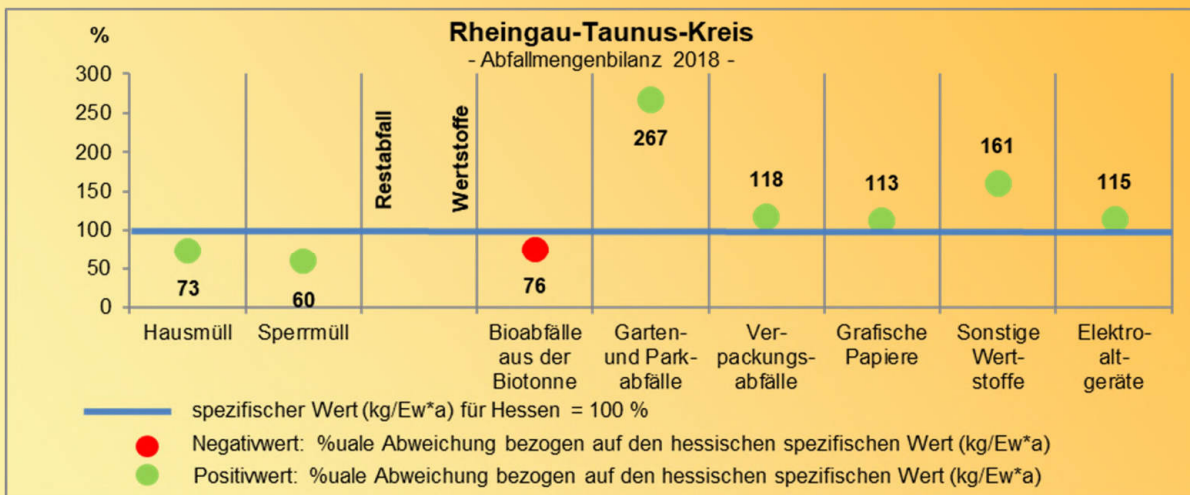 Rheingau-Taunus-Kreis
- Abfallmengenbilanz 2018 -
%
300
250
200
150
100
50
0
Restabfall
Wertstoffe
73
60
76
267
118
113
161
115
Hausmüll
Sperrmüll
Bioabfälle
aus der
Biotonne
Garten-
und Park-
abfälle
Ver-
packungs-
abfälle
Grafische
Papiere
Sonstige
Wert-
stoffe
Elektro-
alt-
geräte
spezifischer Wert (kg/Ew*a) für Hessen = 100 %
Negativwert: %uale Abweichung bezogen auf den hessischen spezifischen Wert (kg/Ew*a)
Positivwert: %uale Abweichung bezogen auf den hessischen spezifischen Wert (kg/Ew*a)